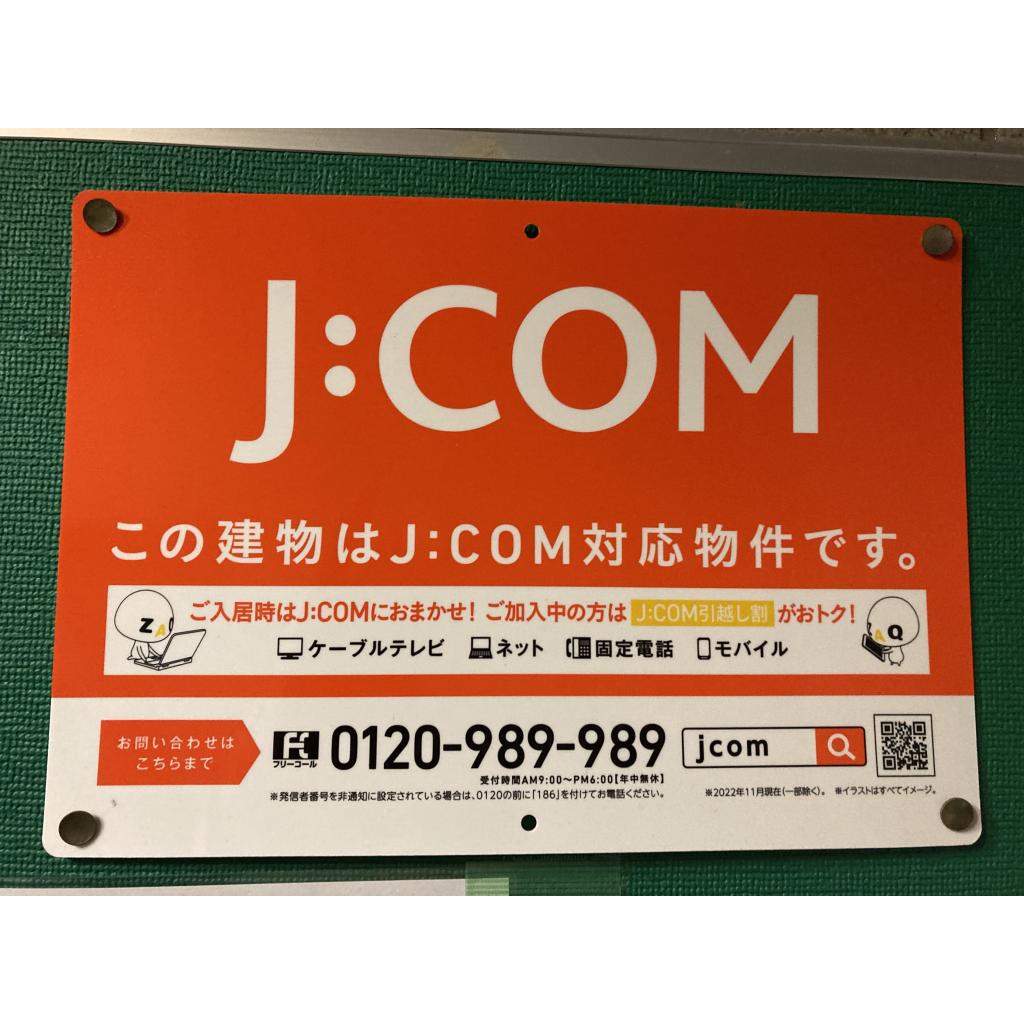 J:COM
この建物はJ:COM対応物件です。
ご入居時はJ:COMにおまかせ! ご加入中の方は J:COM引越し割 がおトク!
ケーブルテレビ ネット 固定電話 モバイル
ZA
AQ
お問い合わせは
こちらまで
フリーコール
0120-989-989
jcom
受付時間AM9:00〜PM6:00【年中無休】
※発信者番号を非通知に設定されている場合は、0120の前に「186」を付けてお電話ください。
※2022年11月現在(一部除く)。 ※イラストはすべてイメージ。